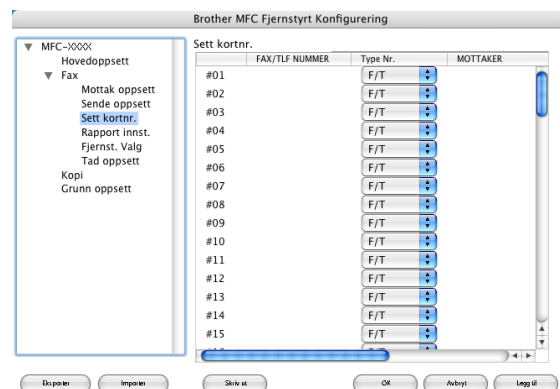 Brother MFC Fjernstyrt Konfigurering
MFC-XXXX
Hovedoppsett
Fax
Mottak oppsett
Sende oppsett
Sett kortnr.
Rapport innst.
Fjernst. Valg
Tad oppsett
Kopi
Grunn oppsett
Sett kortnr.
FAX/TLF NUMMER Type Nr. MOTTAKER
#01 F/T
#02 F/T
#03 F/T
#04 F/T
#05 F/T
#06 F/T
#07 F/T
#08 F/T
#09 F/T
#10 F/T
#11 F/T
#12 F/T
#13 F/T
#14 F/T
#15 F/T
Eksporter Importer Skriv ut OK Avbryt Legg til